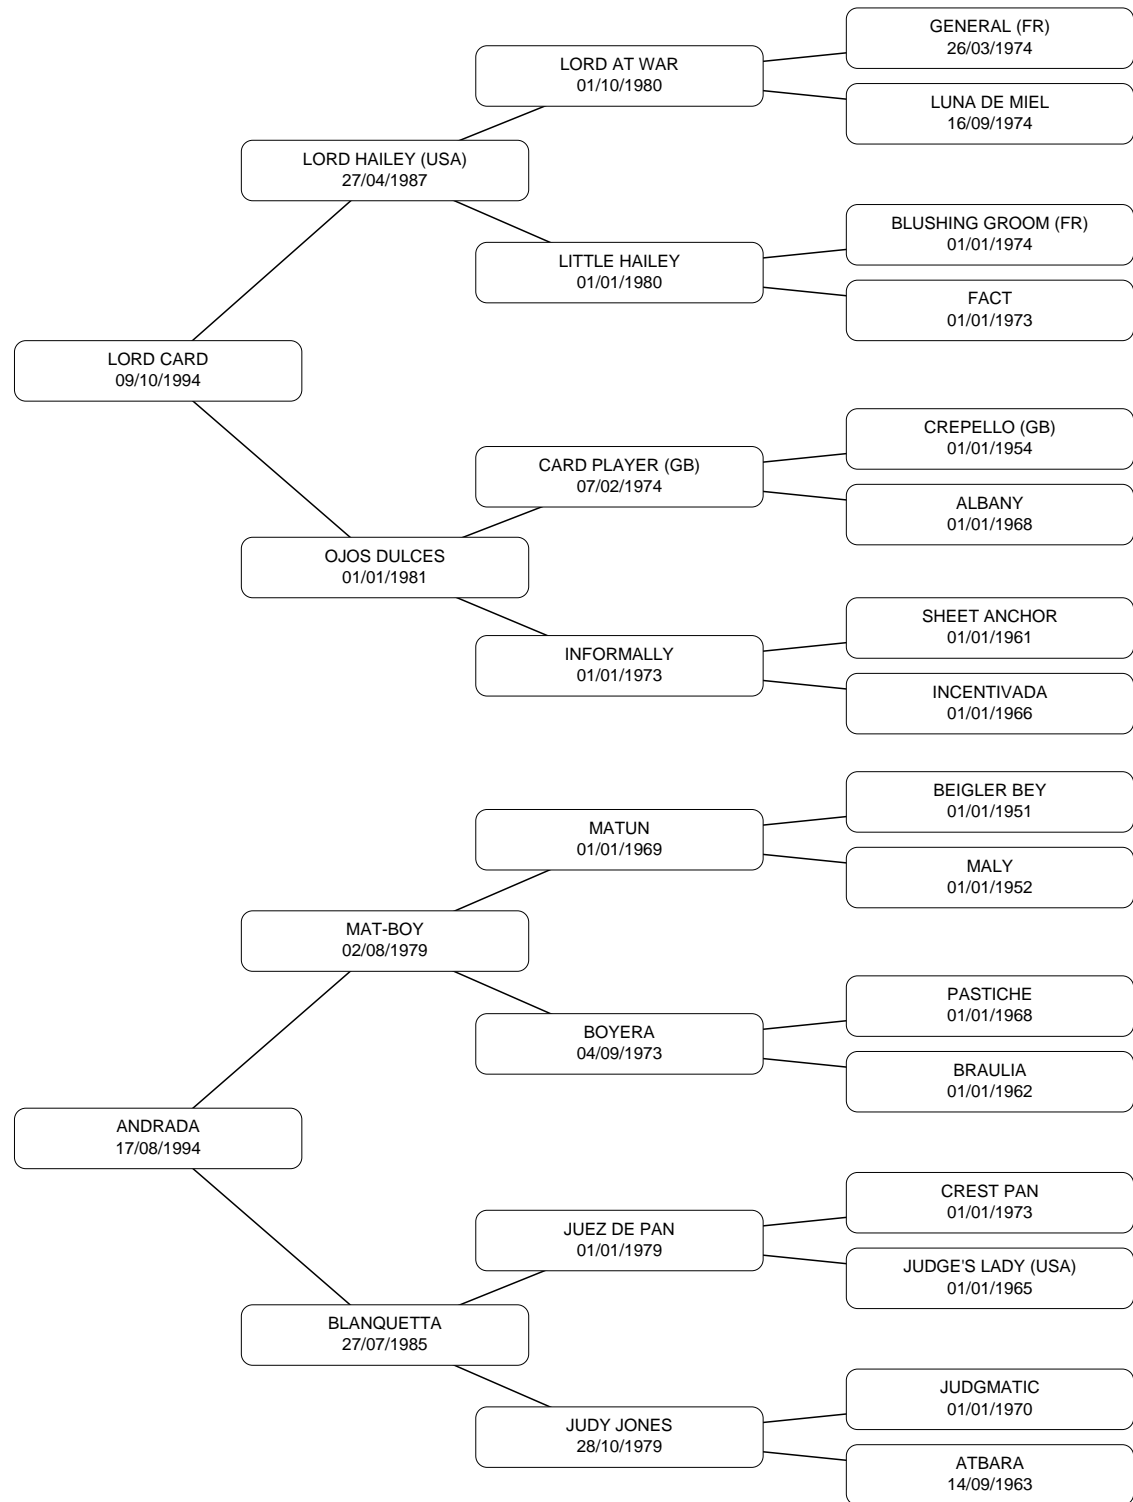 GENERAL (FR)
26/03/1974
LORD AT WAR
01/10/1980
LUNA DE MIEL
16/09/1974
LORD HAILEY (USA)
27/04/1987
BLUSHING GROOM (FR)
01/01/1974
LITTLE HAILEY
01/01/1980
FACT
01/01/1973
LORD CARD
09/10/1994
CREPELLO (GB)
01/01/1954
CARD PLAYER (GB)
07/02/1974
ALBANY
01/01/1968
OJOS DULCES
01/01/1981
SHEET ANCHOR
01/01/1961
INFORMALLY
01/01/1973
INCENTIVADA
01/01/1966
BEIGLER BEY
01/01/1951
MATUN
01/01/1969
MALY
01/01/1952
MAT-BOY
02/08/1979
PASTICHE
01/01/1968
BOYERA
04/09/1973
BRAULIA
01/01/1962
ANDRADA
17/08/1994
CREST PAN
01/01/1973
JUEZ DE PAN
01/01/1979
JUDGE'S LADY (USA)
01/01/1965
BLANQUETTA
27/07/1985
JUDGMATIC
01/01/1970
JUDY JONES
28/10/1979
ATBARA
14/09/1963